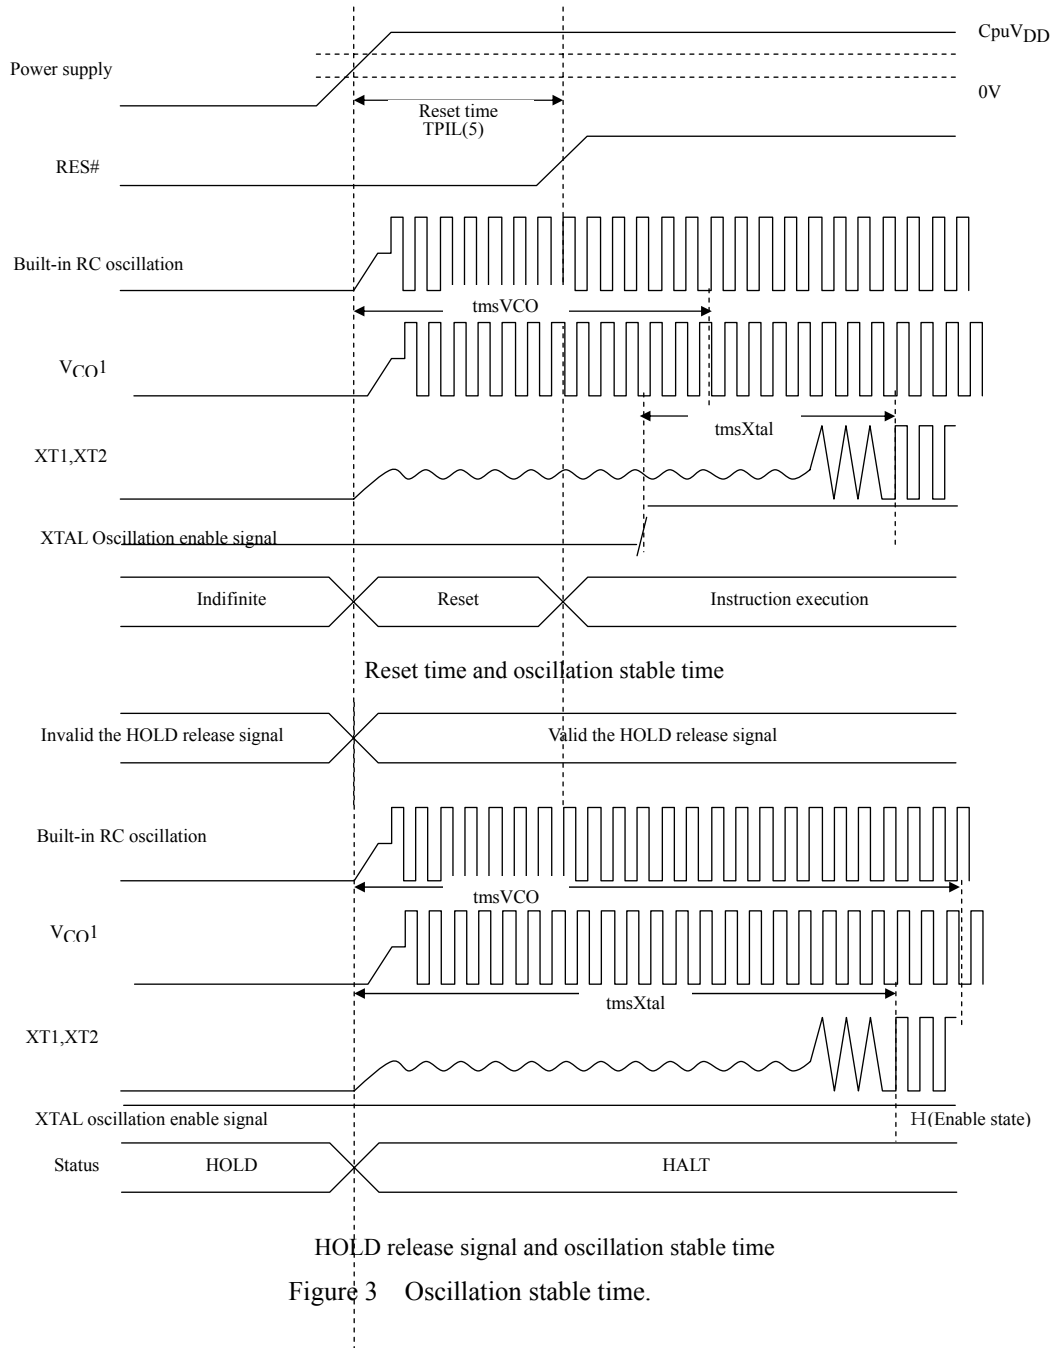 CpuVDD
Power supply
0V
Reset time
TPIL(5)
RES#
Built-in RC oscillation
tmsVCO
VCO1
tmsXtal
XT1,XT2
XTAL Oscillation enable signal
Indifinite Reset Instruction execution
Reset time and oscillation stable time
Invalid the HOLD release signal Valid the HOLD release signal
Built-in RC oscillation
tmsVCO
VCO1
tmsXtal
XT1,XT2
XTAL oscillation enable signal H(Enable state)
Status HOLD HALT
HOLD release signal and oscillation stable time
Figure 3 Oscillation stable time.